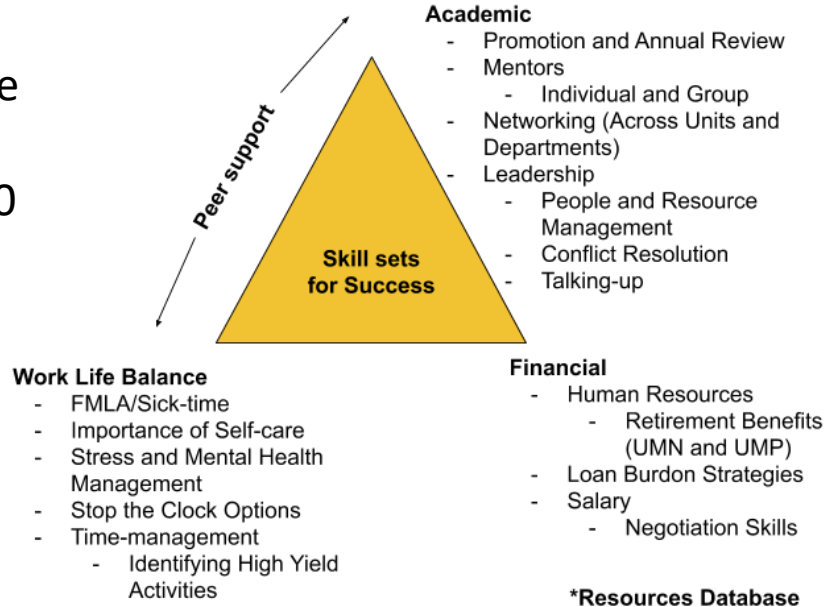 e
0
Peer support
Skill sets
for Success
Academic
- Promotion and Annual Review
- Mentors
- Individual and Group
- Networking (Across Units and
Departments)
- Leadership
- People and Resource
Management
- Conflict Resolution
- Talking-up
Work Life Balance
- FMLA/Sick-time
- Importance of Self-care
- Stress and Mental Health
Management
- Stop the Clock Options
- Time-management
- Identifying High Yield
Activities
Financial
- Human Resources
- Retirement Benefits
(UMN and UMP)
- Loan Burdon Strategies
- Salary
- Negotiation Skills
*Resources Database